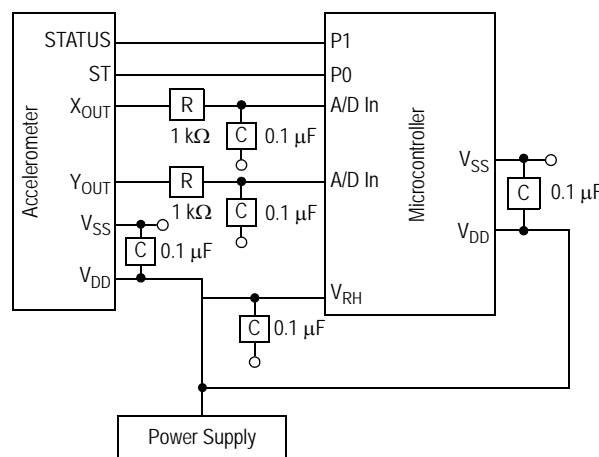 STATUS
P1
ST
P0
XOUT
R
A/D In
1 kΩ
C
0.1 µF
YOUT
R
A/D In
1 kΩ
C
0.1 µF
Accelerometer
Microcontroller
VSS
C
0.1 µF
VDD
VSS
C
0.1 µF
VDD
VRH
C
0.1 µF
Power Supply